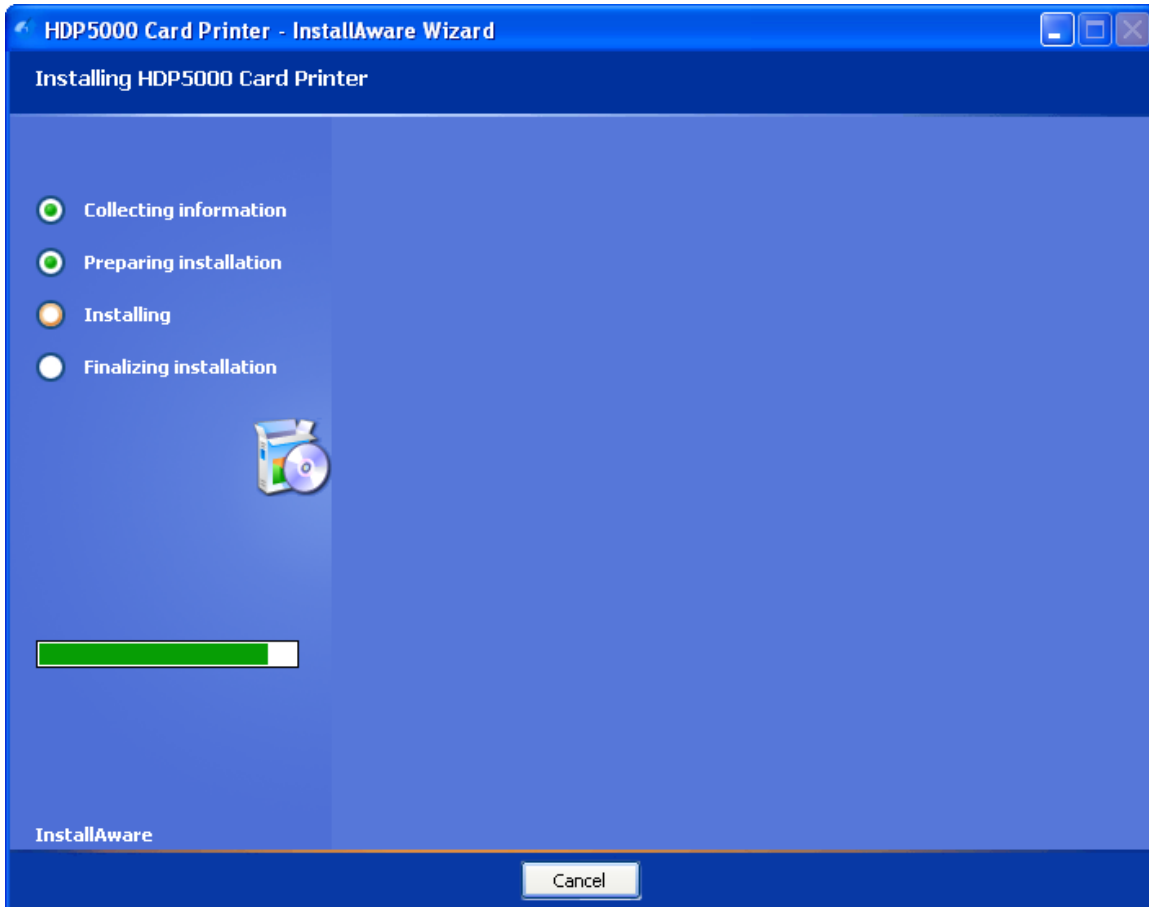 HDP5000 Card Printer - InstallAware Wizard
Installing HDP5000 Card Printer
Collecting information
Preparing installation
Installing
Finalizing installation
InstallAware
Cancel